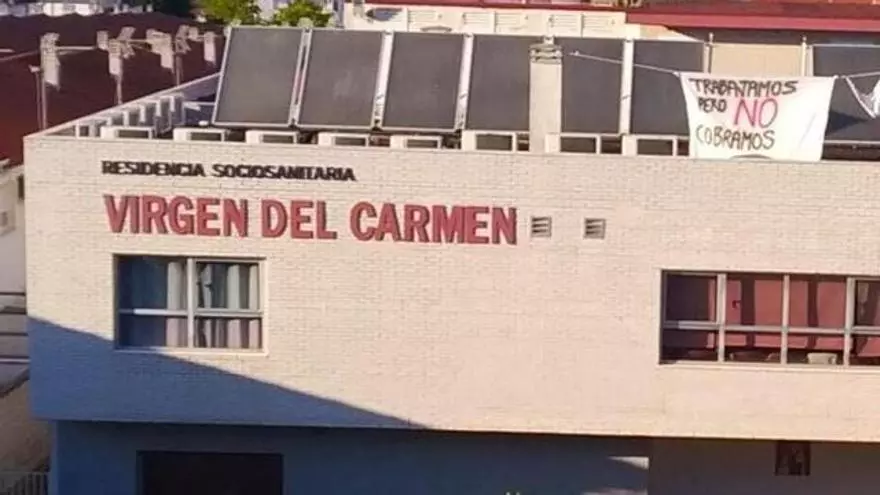 TRABAJAMOS
PERO NO
COBRAMOS
RESIDENCIA SOCIOSANITARIA
VIRGEN DEL CARMEN